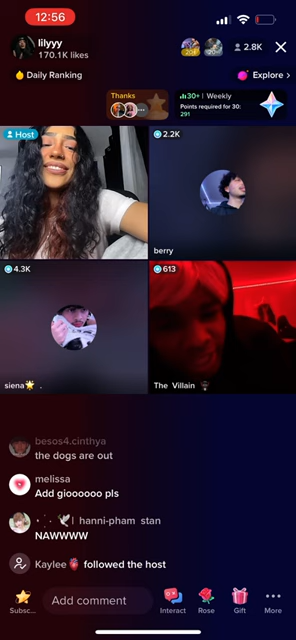 12:56
lilyyy
170.1K likes
2.8K
Daily Ranking
Explore >
Thanks
30+ | Weekly
Points required for 30:
291
Host
2.2K
berry
4.3K
613
siena🌟 .
The Villain
besos4.cinthya
the dogs are out
melissa
Add gioooooo pls
⋆ ˙ . 🕊️ | hanni-pham stan
NAWWWW
Kaylee🫀 followed the host
Subsc...
Add comment
Interact
Rose
Gift
More